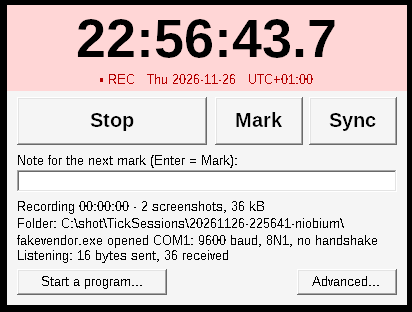 22:56:43.7
▪ REC Thu 2026-11-26 UTC+01:00
Stop Mark Sync
Note for the next mark (Enter = Mark):
Recording 00:00:00 - 2 screenshots, 36 kB
Folder: C:\shot\TickSessions\20261126-225641-niobium\
fakevendor.exe opened COM1: 9600 baud, 8N1, no handshake
Listening: 16 bytes sent, 36 received
Start a program... Advanced...